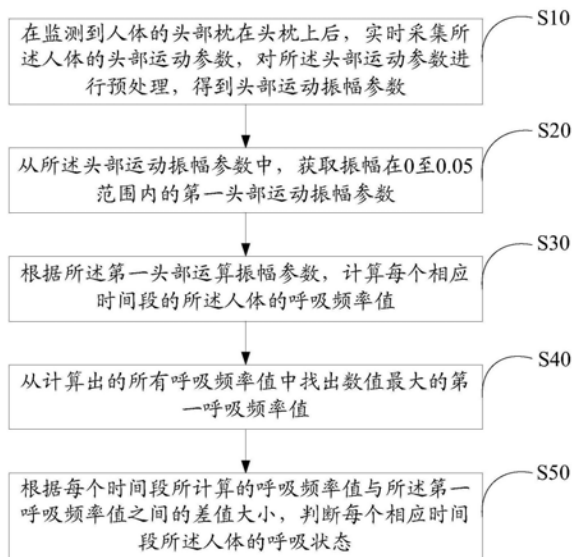 在监测到人体的头部枕在头枕上后，实时采集所
述人体的头部运动参数，对所述头部运动参数进
行预处理，得到头部运动振幅参数
S10
从所述头部运动振幅参数中，获取振幅在0至0.05
范围内的第一头部运动振幅参数
S20
根据所述第一头部运算振幅参数，计算每个相应
时间段的所述人体的呼吸频率值
S30
从计算出的所有呼吸频率值中找出数值最大的第
一呼吸频率值
S40
根据每个时间段所计算的呼吸频率值与所述第一
呼吸频率值之间的差值大小，判断每个相应时间
段所述人体的呼吸状态
S50